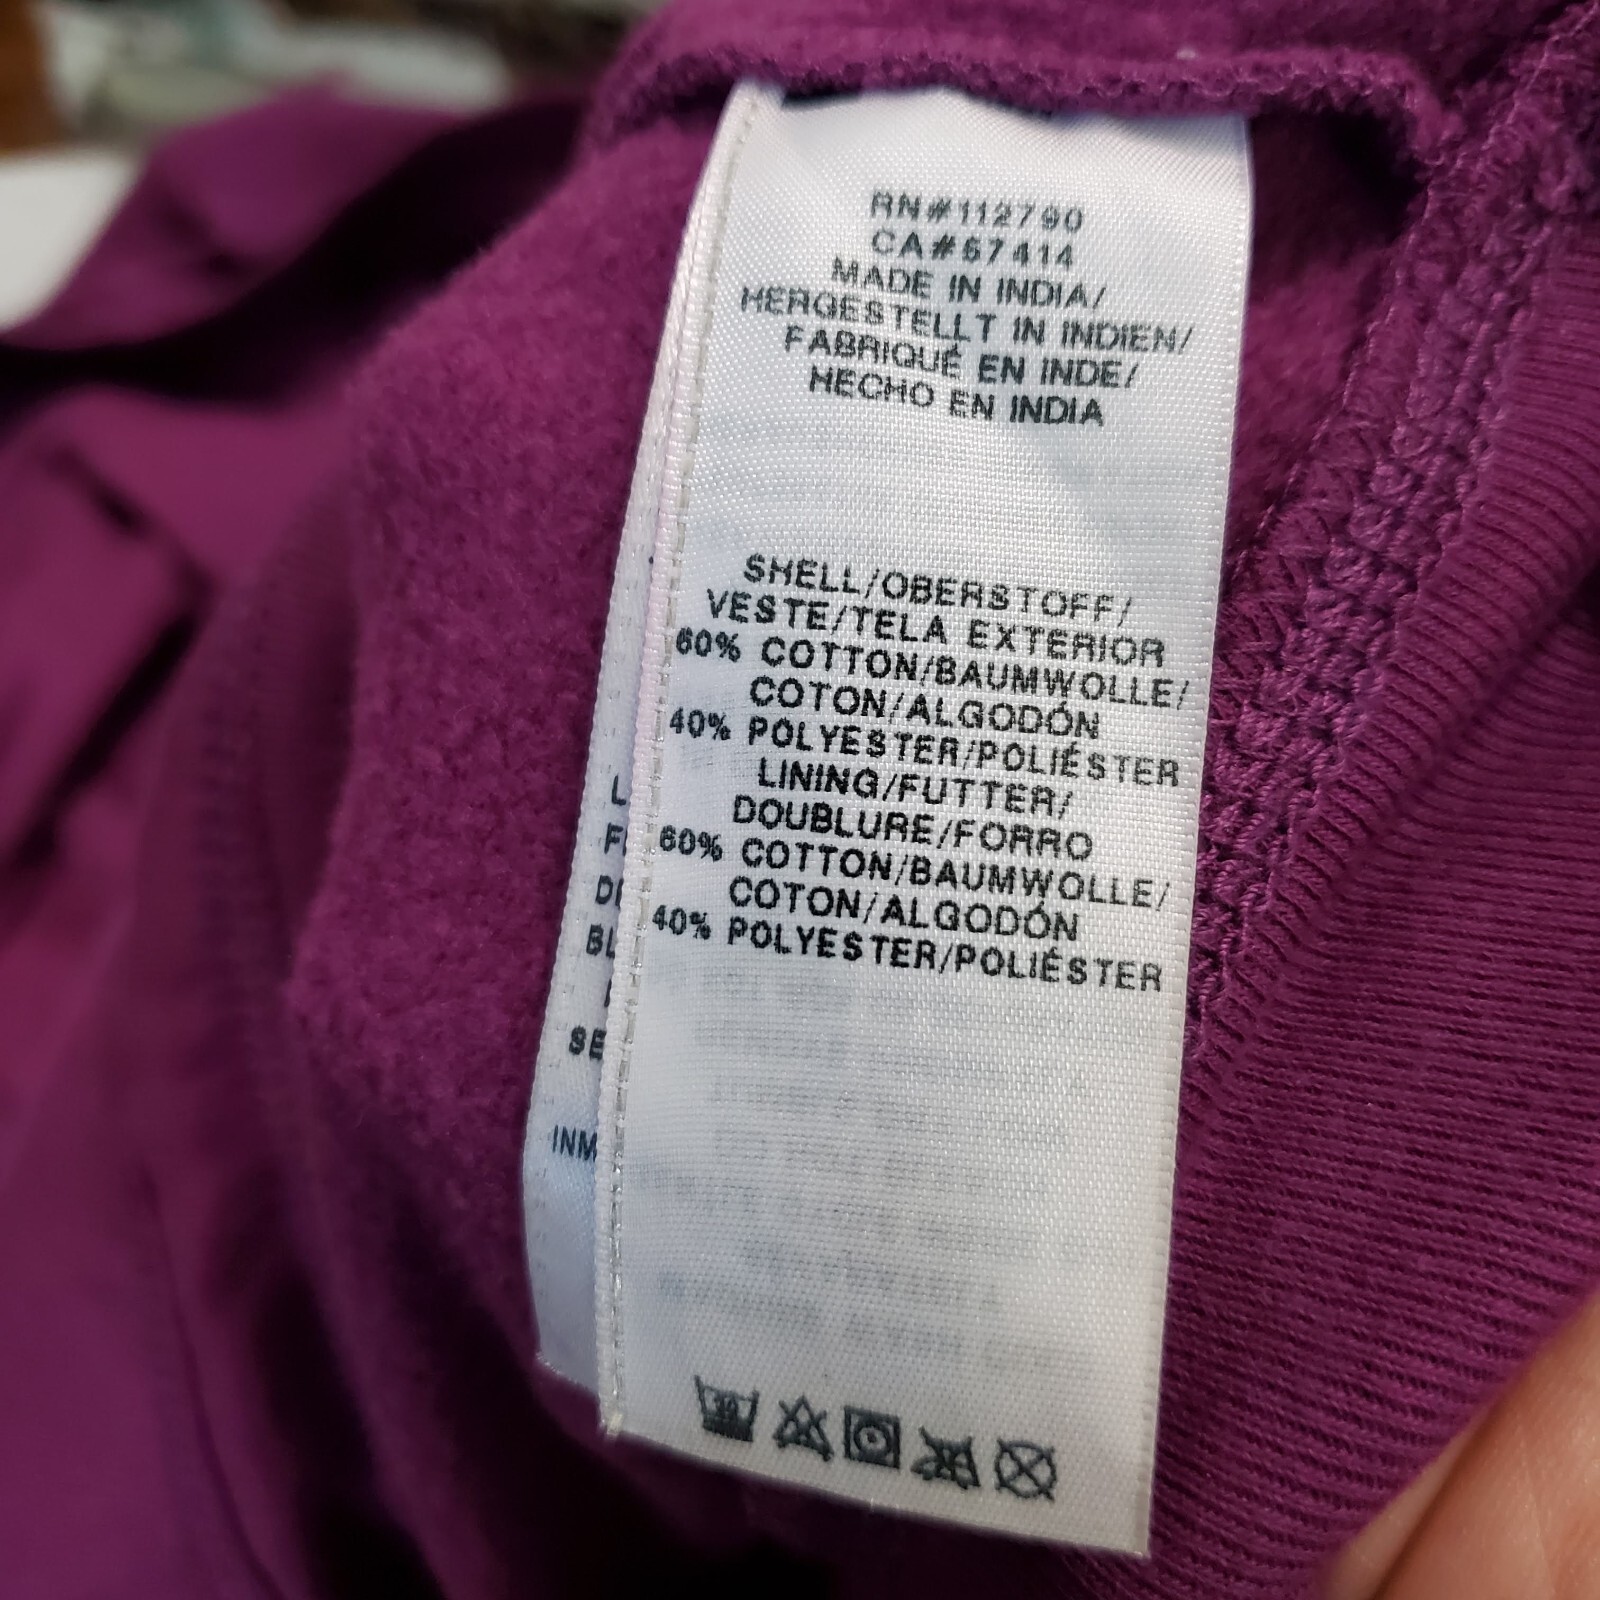 RN#112790
CA#67414
MADE IN INDIA/
HERGESTELLT IN INDIEN/
FABRIQUÉ EN INDE/
HECHO EN INDIA
SHELL/OBERSTOFF/
VESTE/TELA EXTERIOR
60% COTTON/BAUMWOLLE/
COTON/ALGODÓN
40% POLYESTER/POLIÉSTER
LINING/FUTTER/
DOUBLURE/FORRO
60% COTTON/BAUMWOLLE/
COTON/ALGODÓN
40% POLYESTER/POLIÉSTER
30